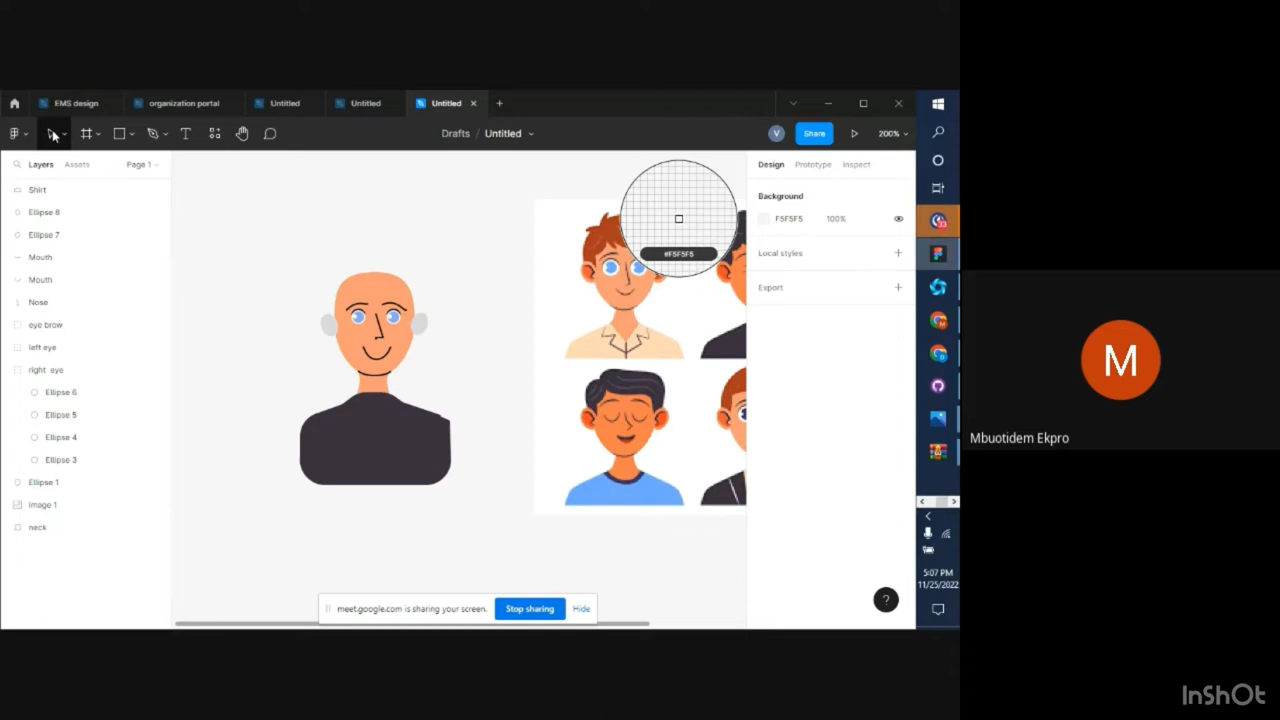 EMS design
organization portal
Untitled
Untitled
Untitled
Drafts / Untitled
V
Share
200%
Layers
Assets
Page 1
Design
Prototype
Inspect
Shirt
Ellipse 8
Ellipse 7
Mouth
Mouth
Nose
eye brow
left eye
right eye
Ellipse 6
Ellipse 5
Ellipse 4
Ellipse 3
Ellipse 1
image 1
neck
#F5F5F5
Background
F5F5F5
100%
Local styles
Export
?
meet.google.com is sharing your screen.
Stop sharing
Hide
5:07 PM
11/25/2022
M
Mbuotidem Ekpro
InShOt